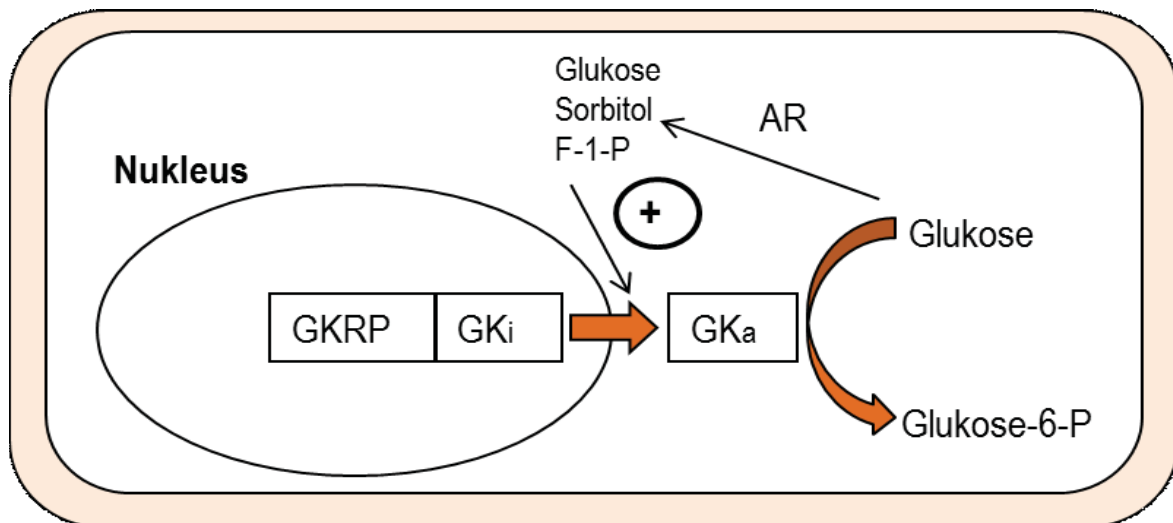 Glukose
Sorbitol
F-1-P
AR
Nukleus
+
Glukose
GKRP
GKi
GKa
Glukose-6-P